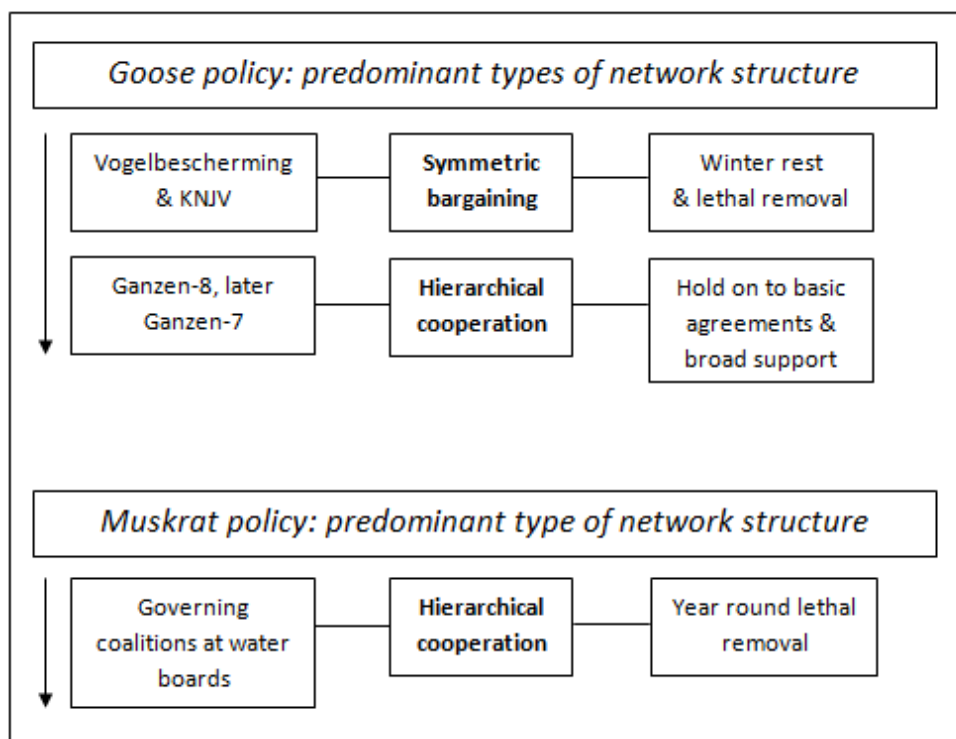 Goose policy: predominant types of network structure
Vogelbescherming
& KNJV
Symmetric
bargaining
Winter rest
& lethal removal
Ganzen-8, later
Ganzen-7
Hierarchical
cooperation
Hold on to basic
agreements &
broad support
Muskrat policy: predominant type of network structure
Governing
coalitions at water
boards
Hierarchical
cooperation
Year round lethal
removal